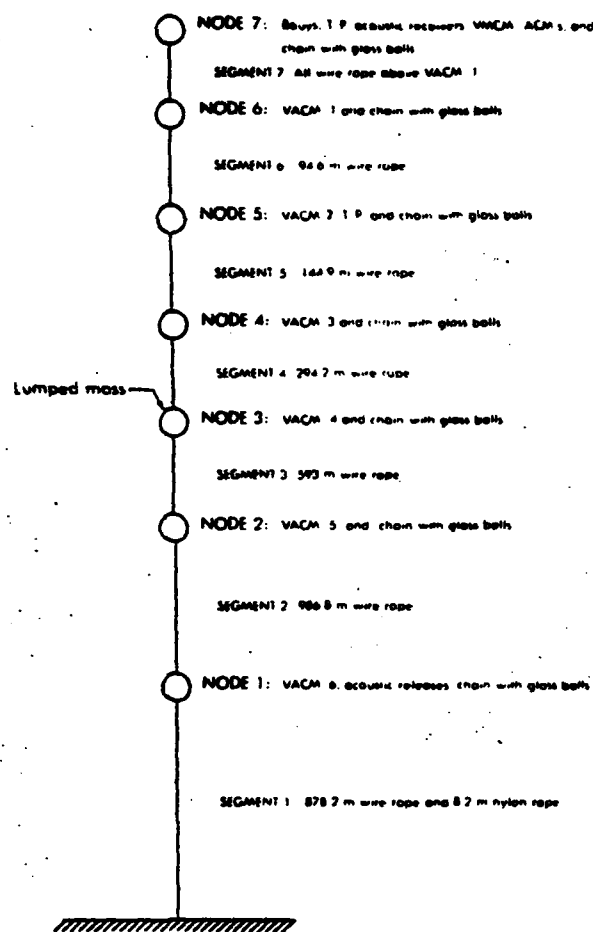 NODE 7: Bouys, T P acoustic receivers VMCM ACM s, and
chain with glass balls
SEGMENT 7 All wire rope above VACM 1
NODE 6: VACM 1 and chain with glass balls
SEGMENT 6 94.6 m wire rope
NODE 5: VACM 2 T P and chain with glass balls
SEGMENT 5 144.9 m wire rope
NODE 4: VACM 3 and chain with glass balls
SEGMENT 4 294.2 m wire rope
Lumped mass
NODE 3: VACM 4 and chain with glass balls
SEGMENT 3 593 m wire rope
NODE 2: VACM 5 and chain with glass balls
SEGMENT 2 986.8 m wire rope
NODE 1: VACM 6, acoustic releases chain with glass balls
SEGMENT 1 878.2 m wire rope and 8.2 m nylon rope